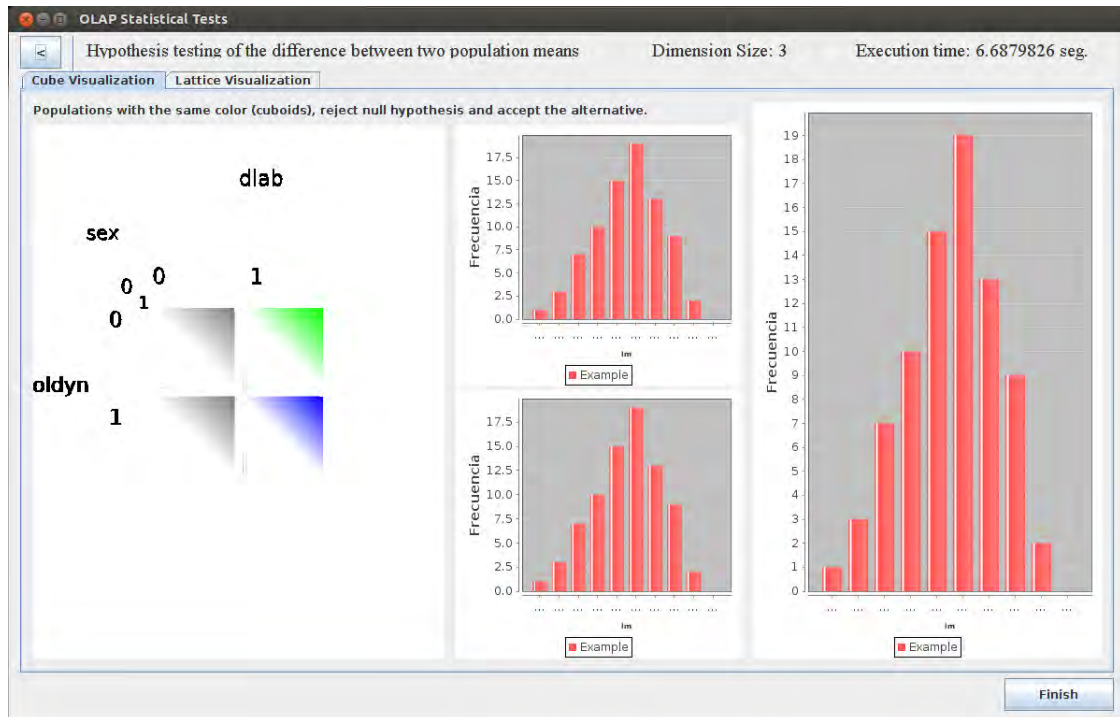 OLAP Statistical Tests
<
Hypothesis testing of the difference between two population means Dimension Size: 3 Execution time: 6.6879826 seg.
Cube Visualization Lattice Visualization
Populations with the same color (cuboids), reject null hypothesis and accept the alternative.
dlab
sex
0 0 1
1
0
oldyn
1
17.5
15.0
12.5
10.0
7.5
5.0
2.5
0.0
Frecuencia
... ... ... ... ... ... ... ... ... ...
lm
Example
17.5
15.0
12.5
10.0
7.5
5.0
2.5
0.0
Frecuencia
... ... ... ... ... ... ... ... ... ...
lm
Example
19
18
17
16
15
14
13
12
11
10
9
8
7
6
5
4
3
2
1
0
Frecuencia
... ... ... ... ... ... ... ... ... ...
lm
Example
Finish